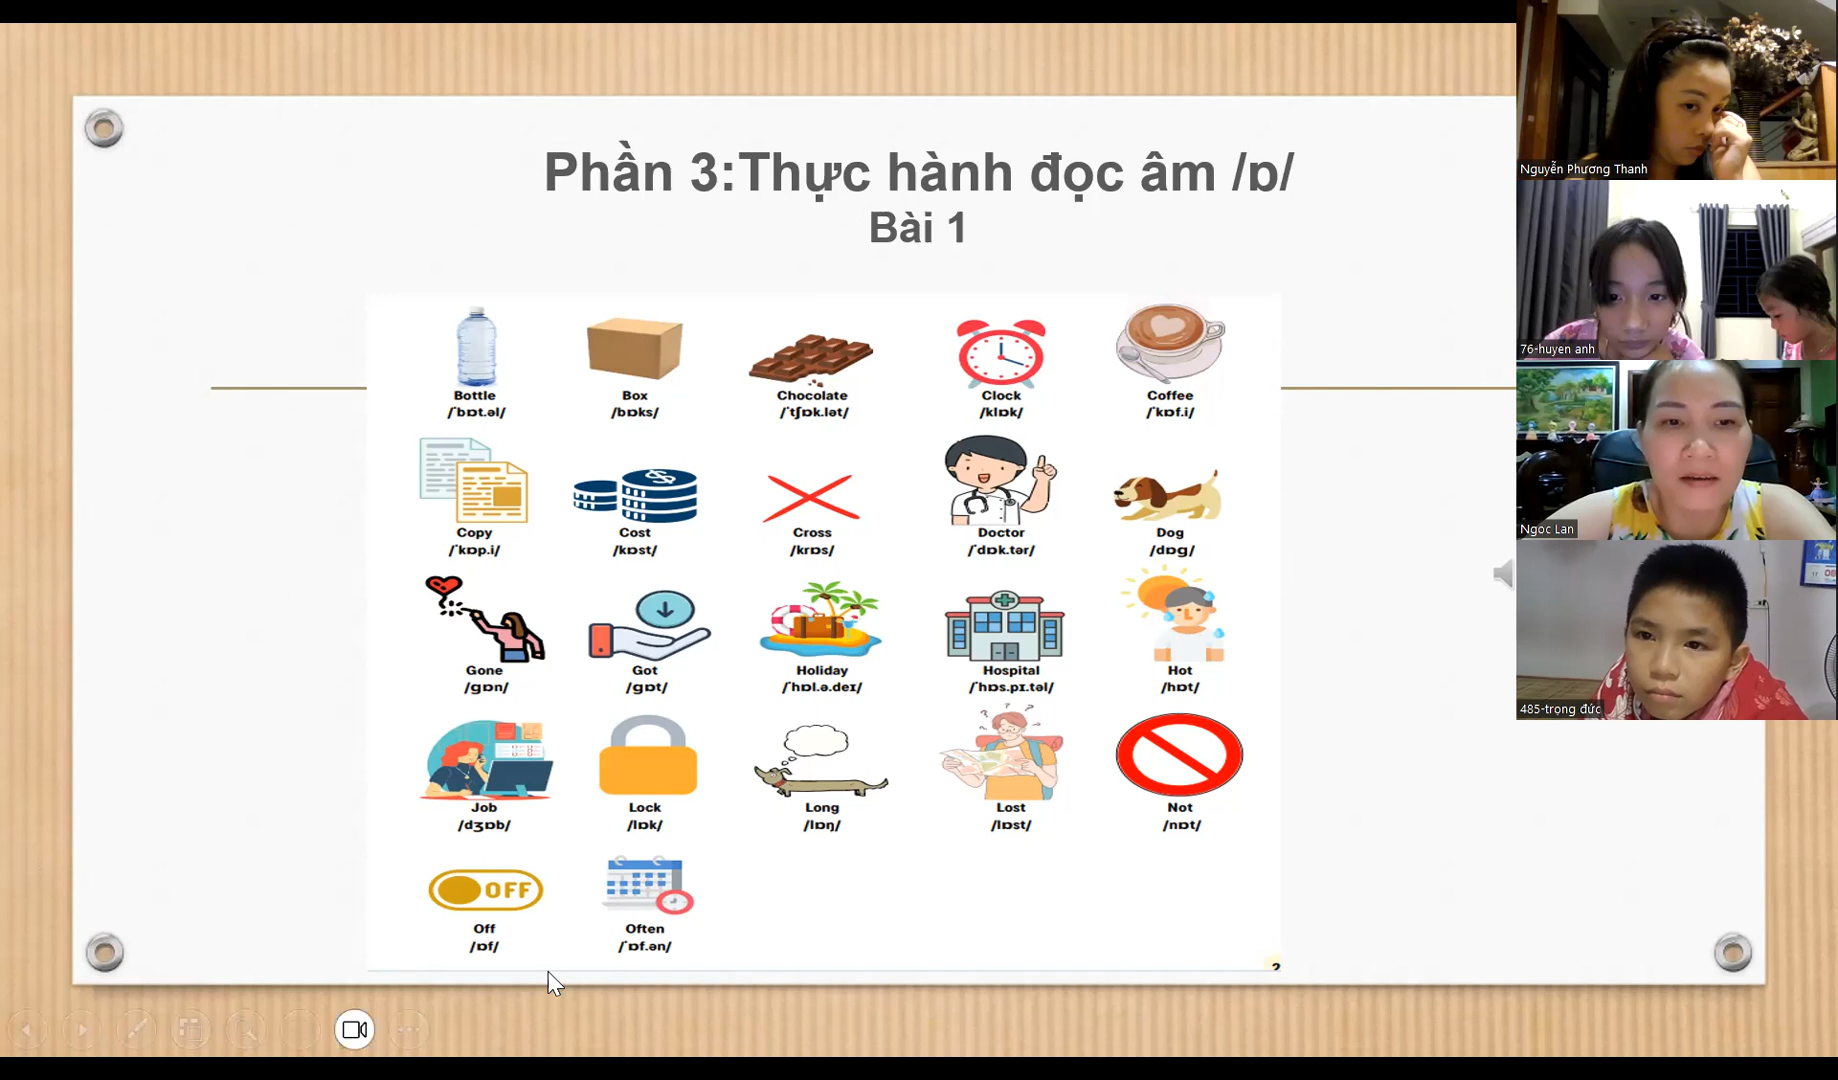 Phần 3:Thực hành đọc âm /ɒ/
Bài 1
Bottle
/ˈbɒt.əl/
Box
/bɒks/
Chocolate
/ˈtʃɒk.lət/
Clock
/klɒk/
Coffee
/ˈkɒf.i/
Copy
/ˈkɒp.i/
Cost
/kɒst/
Cross
/krɒs/
Doctor
/ˈdɒk.tər/
Dog
/dɒg/
Gone
/gɒn/
Got
/gɒt/
Holiday
/ˈhɒl.ə.deɪ/
Hospital
/ˈhɒs.pɪ.təl/
Hot
/hɒt/
Job
/dʒɒb/
Lock
/lɒk/
Long
/lɒŋ/
Lost
/lɒst/
Not
/nɒt/
OFF
Off
/ɒf/
Often
/ˈɒf.ən/
2
Nguyễn Phương Thanh
76-huyen anh
Ngoc Lan
485-trọng đức